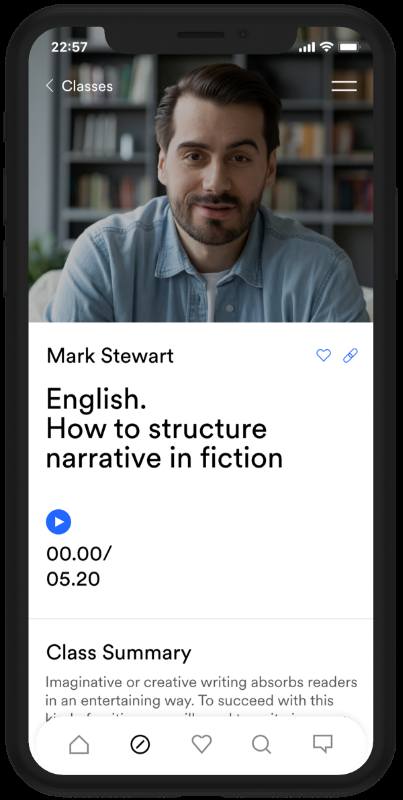 22:57
Classes
Mark Stewart
English.
How to structure
narrative in fiction
00.00/
05.20
Class Summary
Imaginative or creative writing absorbs readers
in an entertaining way. To succeed with this